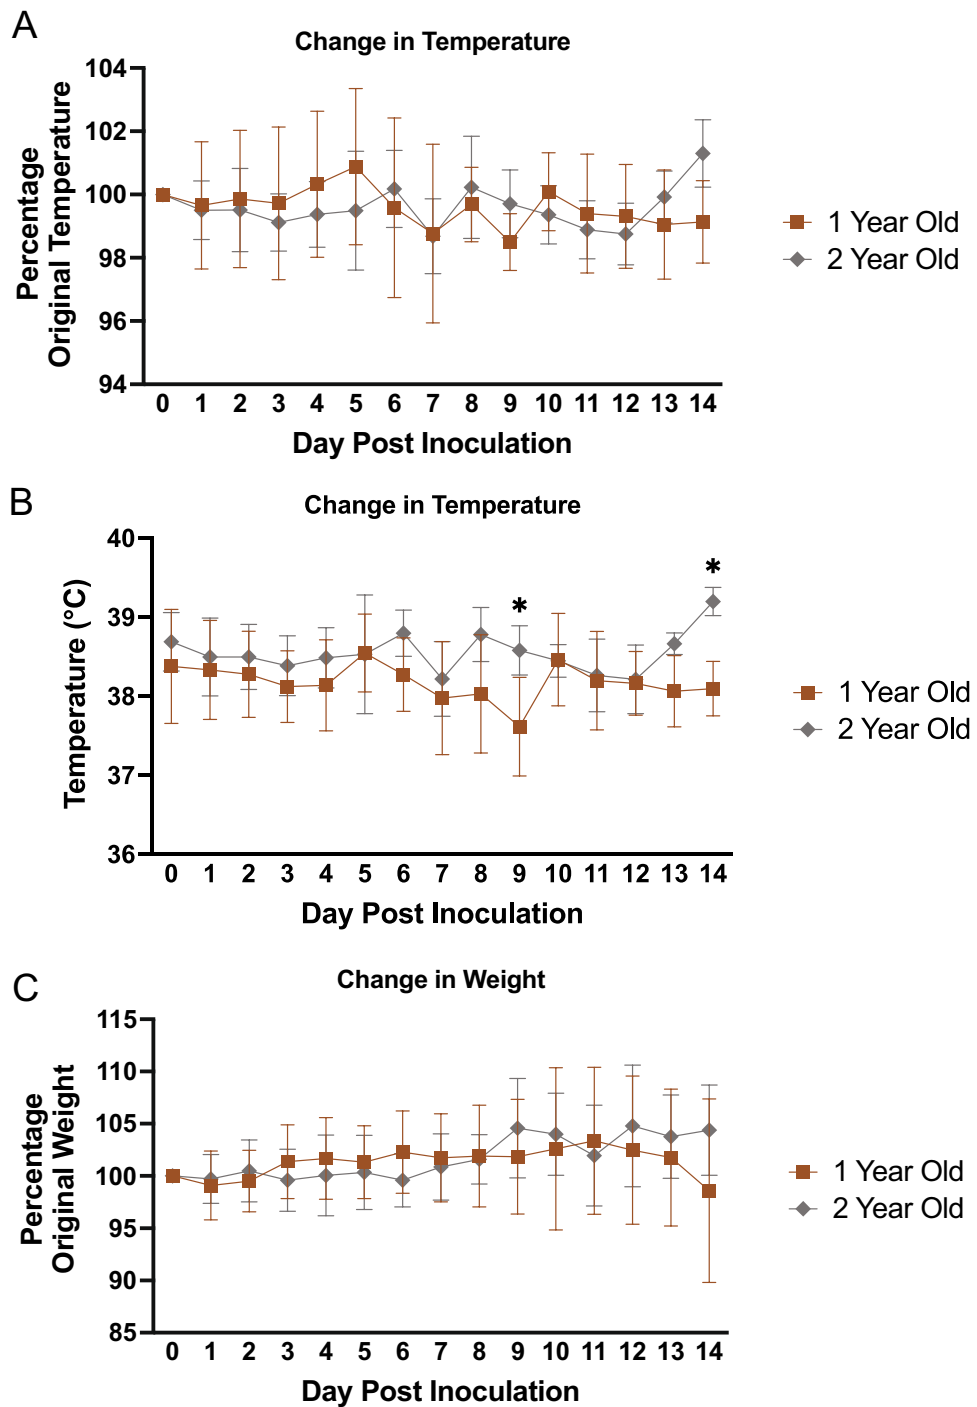 A
Change in Temperature
Percentage
Original Temperature
104
102
100
98
96
94
0 1 2 3 4 5 6 7 8 9 10 11 12 13 14
Day Post Inoculation
1 Year Old
2 Year Old
B
Change in Temperature
Temperature (°C)
40
39
38
37
36
*
*
0 1 2 3 4 5 6 7 8 9 10 11 12 13 14
Day Post Inoculation
1 Year Old
2 Year Old
C
Change in Weight
Percentage
Original Weight
115
110
105
100
95
90
85
0 1 2 3 4 5 6 7 8 9 10 11 12 13 14
Day Post Inoculation
1 Year Old
2 Year Old